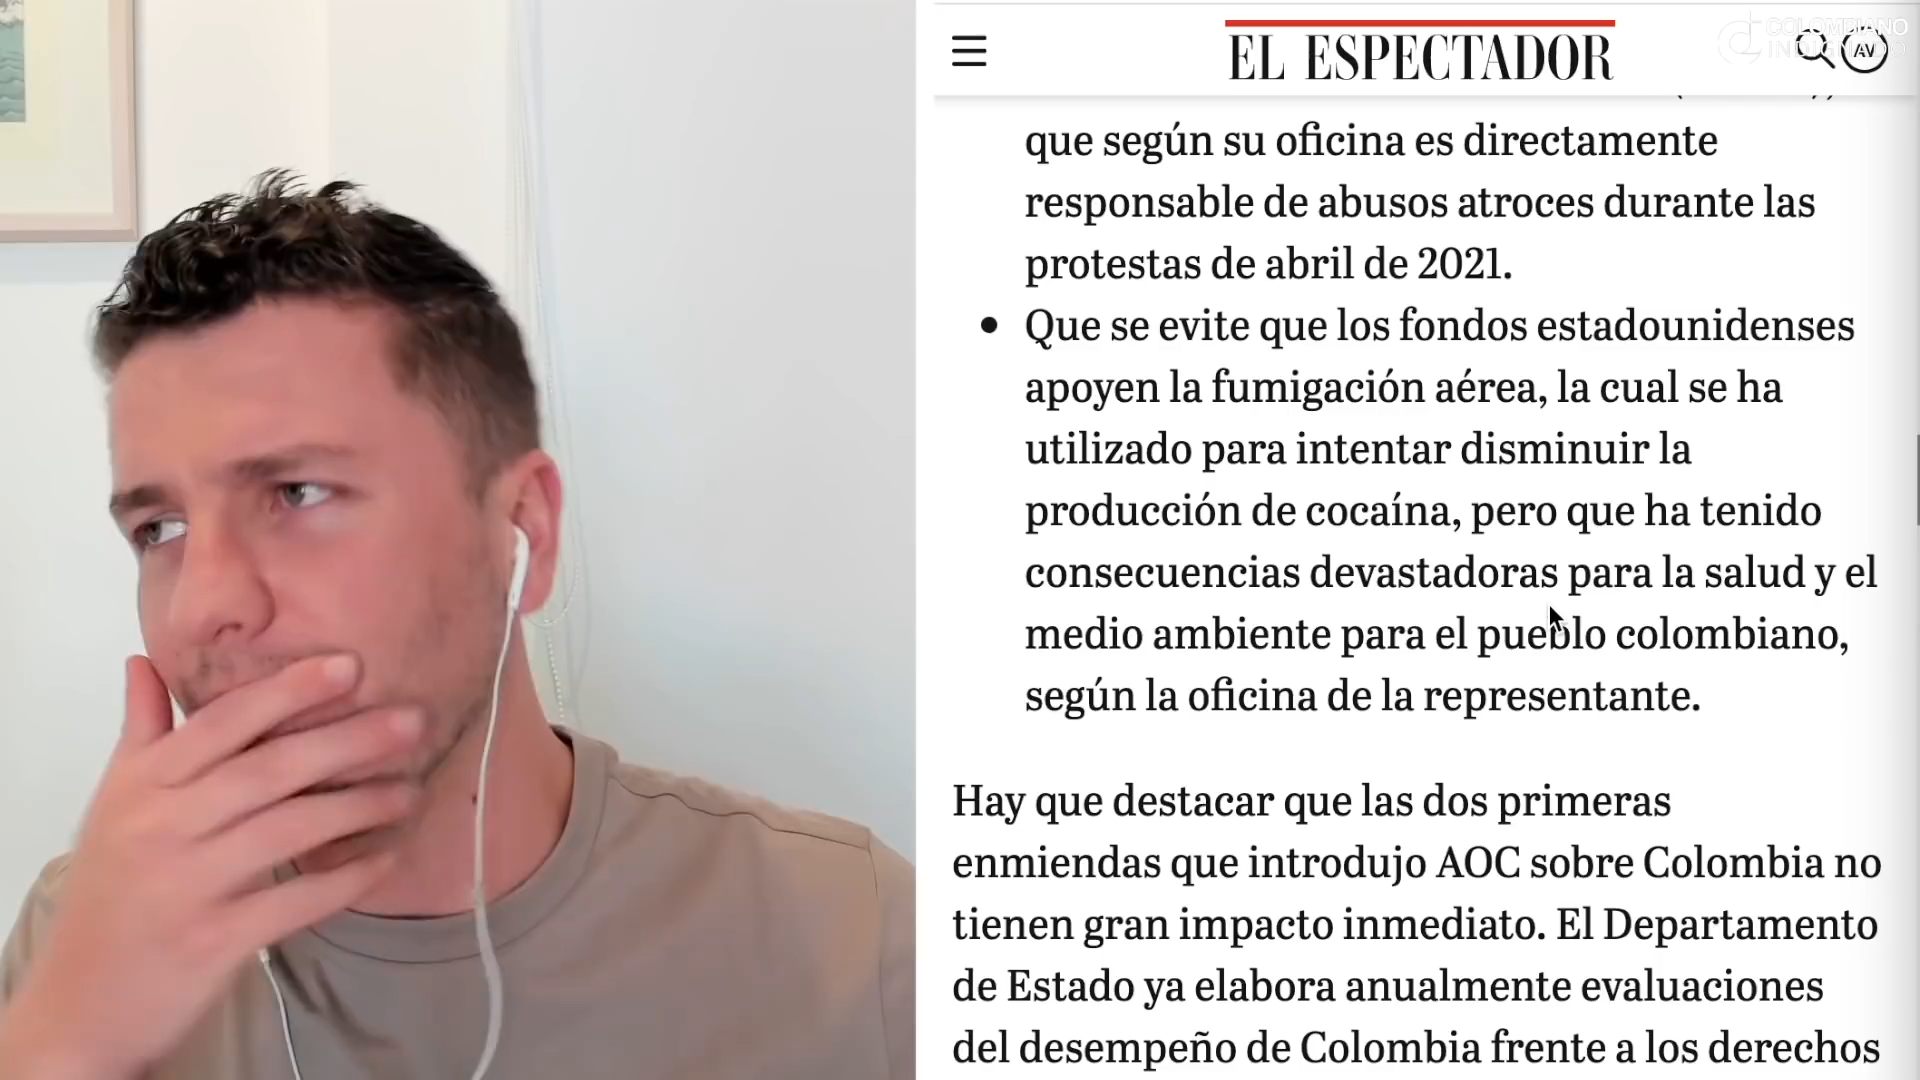 EL ESPECTADOR
COLOMBIANO
INDIGNADO
AV
que según su oficina es directamente
responsable de abusos atroces durante las
protestas de abril de 2021.
• Que se evite que los fondos estadounidenses
apoyen la fumigación aérea, la cual se ha
utilizado para intentar disminuir la
producción de cocaína, pero que ha tenido
consecuencias devastadoras para la salud y el
medio ambiente para el pueblo colombiano,
según la oficina de la representante.
Hay que destacar que las dos primeras
enmiendas que introdujo AOC sobre Colombia no
tienen gran impacto inmediato. El Departamento
de Estado ya elabora anualmente evaluaciones
del desempeño de Colombia frente a los derechos